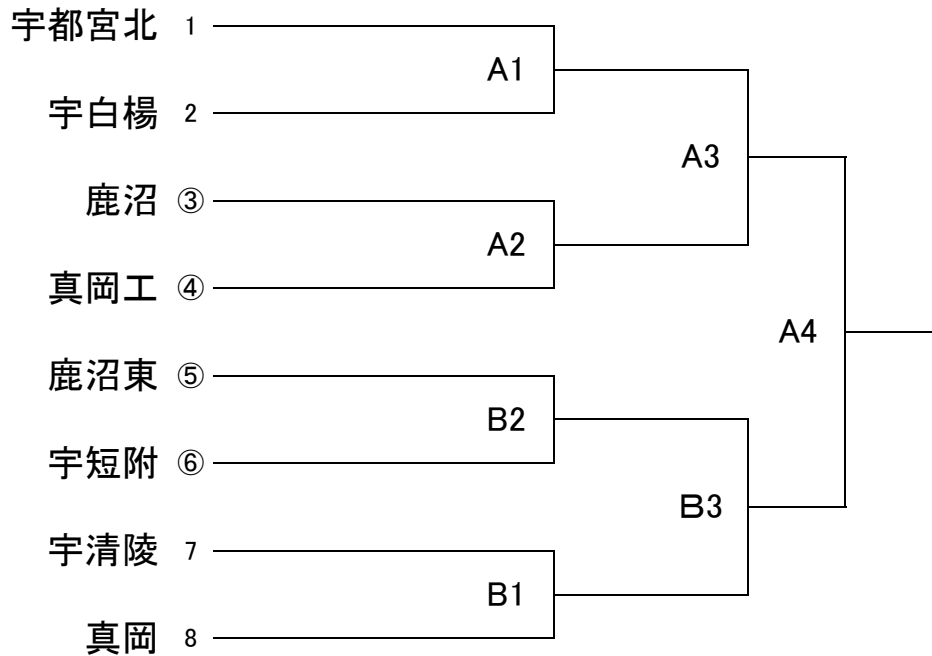 宇都宮北 1
A1
宇白楊 2
A3
鹿沼 ③
A2
真岡工 ④
A4
鹿沼東 ⑤
B2
宇短附 ⑥
B3
宇清陵 7
B1
真岡 8